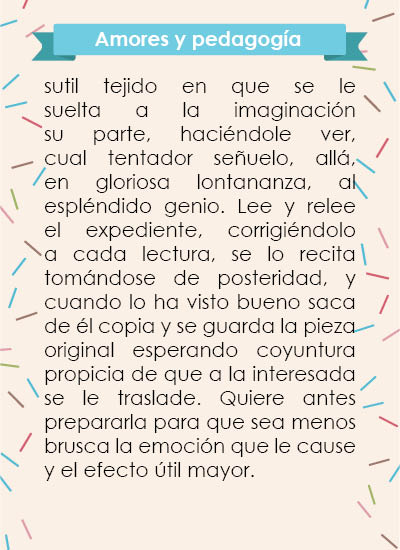 Amores y pedagogía
sutil tejido en que se le
suelta a la imaginación
su parte, haciéndole ver,
cual tentador señuelo, allá,
en gloriosa lontananza, al
espléndido genio. Lee y relee
el expediente, corrigiéndolo
a cada lectura, se lo recita
tomándose de posteridad, y
cuando lo ha visto bueno saca
de él copia y se guarda la pieza
original esperando coyuntura
propicia de que a la interesada
se le traslade. Quiere antes
prepararla para que sea menos
brusca la emoción que le cause
y el efecto útil mayor.